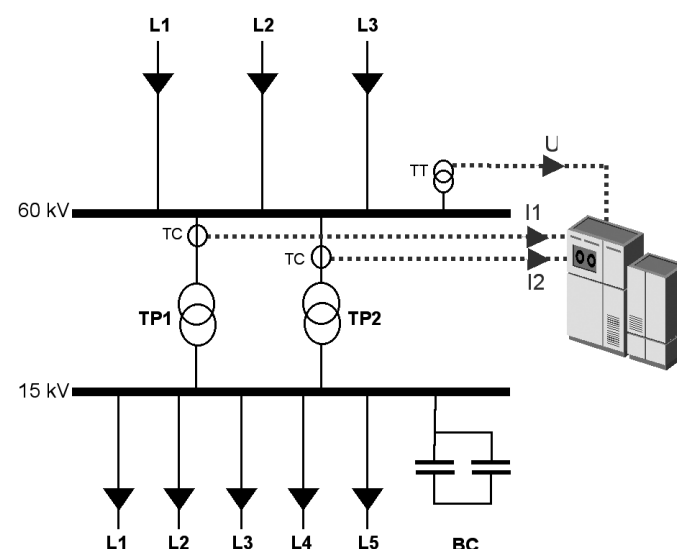 L1 L2 L3
U
TT
60 kV
TC I1
TC
I2
TP1 TP2
15 kV
L1 L2 L3 L4 L5 BC